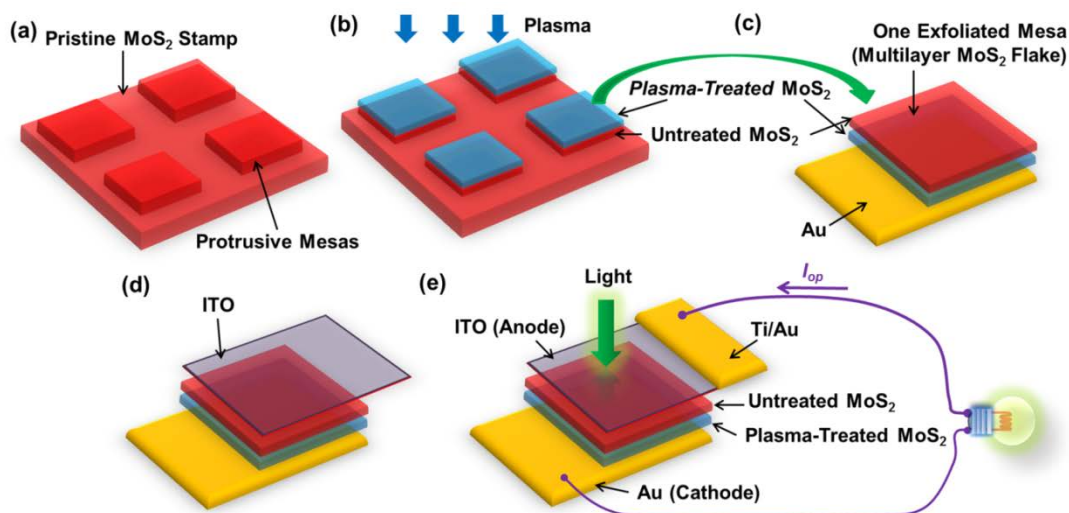 (a)
Pristine MoS₂ Stamp
Protrusive Mesas
(b)
Plasma
Plasma-Treated MoS₂
Untreated MoS₂
(c)
One Exfoliated Mesa
(Multilayer MoS₂ Flake)
Au
(d)
ITO
(e)
Light
ITO (Anode)
Iop
Ti/Au
Untreated MoS₂
Plasma-Treated MoS₂
Au (Cathode)